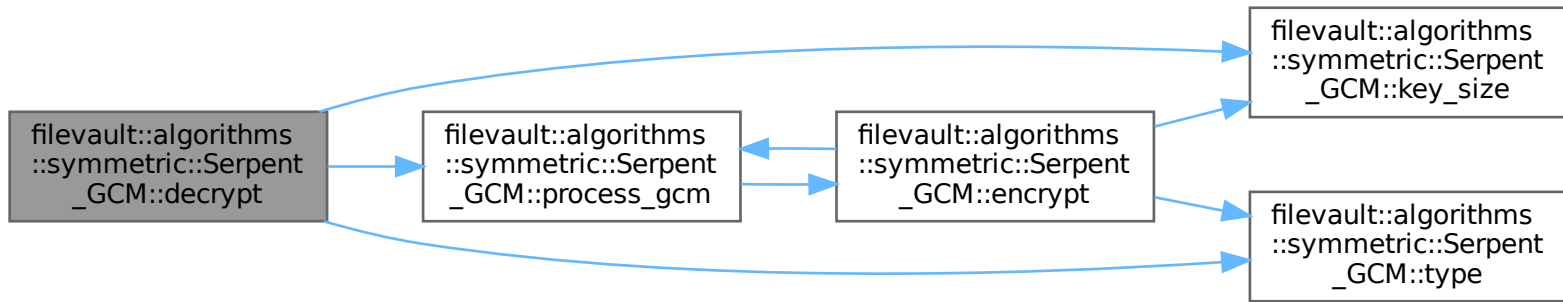 filevault::algorithms
::symmetric::Serpent
_GCM::decrypt
filevault::algorithms
::symmetric::Serpent
_GCM::process_gcm
filevault::algorithms
::symmetric::Serpent
_GCM::encrypt
filevault::algorithms
::symmetric::Serpent
_GCM::key_size
filevault::algorithms
::symmetric::Serpent
_GCM::type